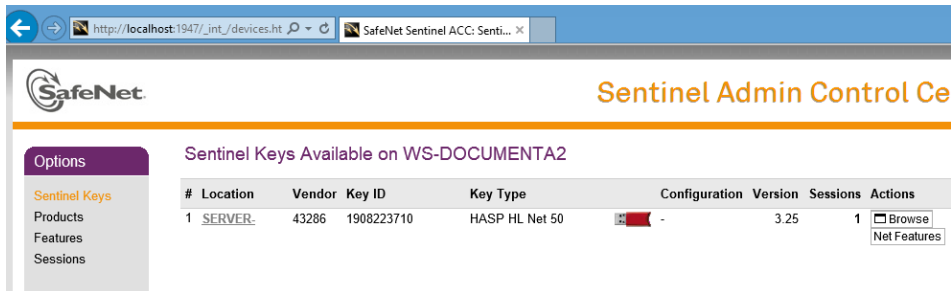 http://localhost:1947/_int_/devices.ht
SafeNet Sentinel ACC: Senti...
SafeNet.
Sentinel Admin Control Ce
Options
Sentinel Keys
Products
Features
Sessions
Sentinel Keys Available on WS-DOCUMENTA2
# Location Vendor Key ID Key Type Configuration Version Sessions Actions
1 SERVER- 43286 1908223710 HASP HL Net 50 - 3.25 1 Browse
Net Features